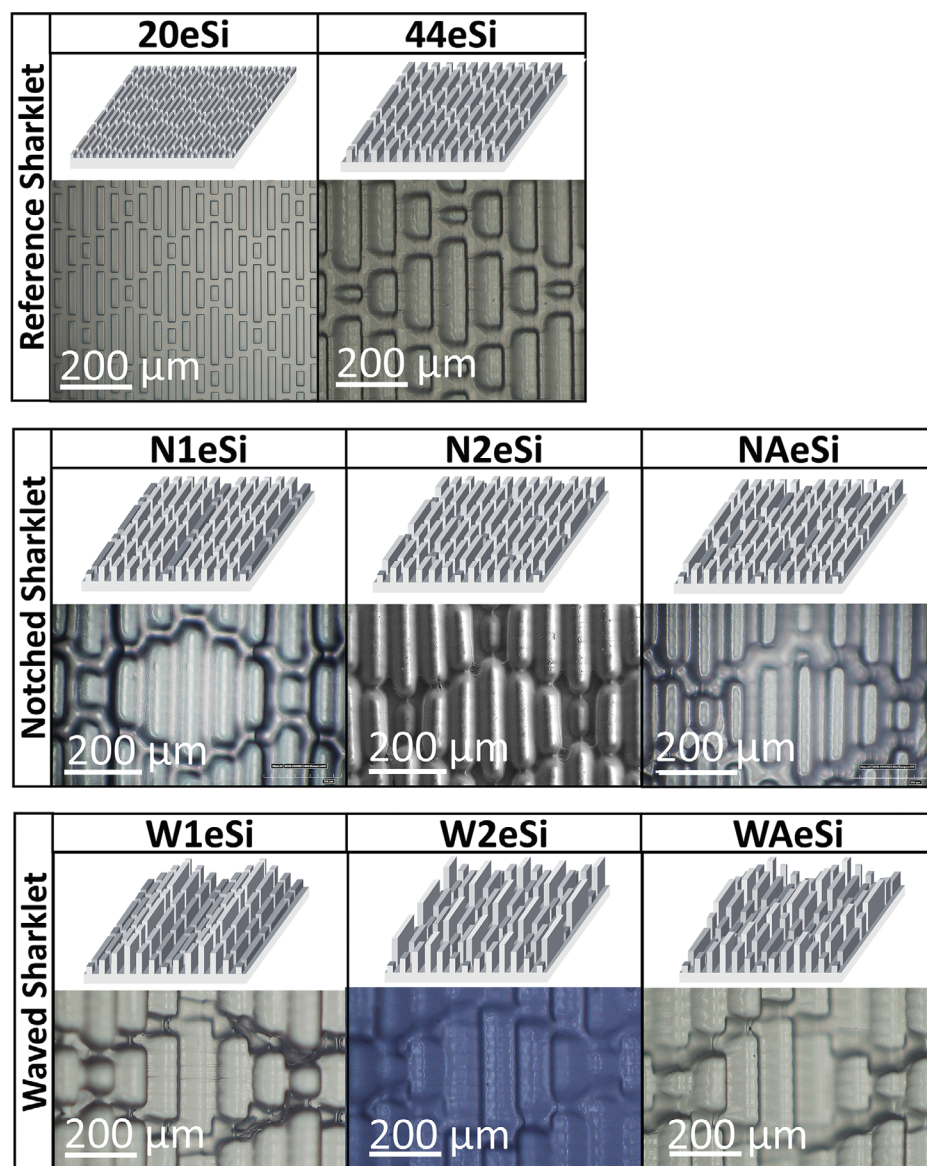 Reference Sharklet
20eSi
44eSi
200 µm
200 µm
Notched Sharklet
N1eSi
N2eSi
NAeSi
200 µm
200 µm
200 µm
Waved Sharklet
W1eSi
W2eSi
WAeSi
200 µm
200 µm
200 µm